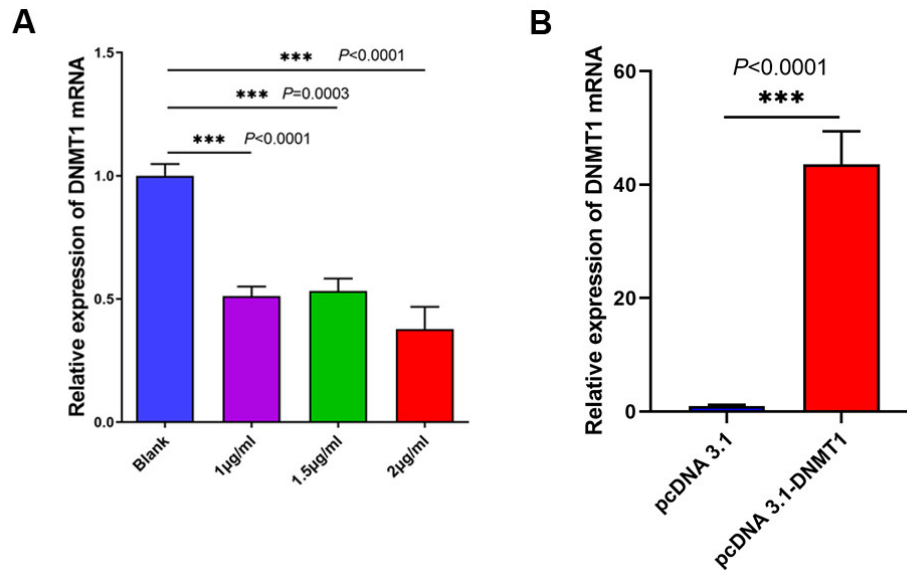 A
Relative expression of DNMT1 mRNA
1.5
1.0
0.5
0.0
*** P<0.0001
*** P=0.0003
*** P<0.0001
Blank
1μg/ml
1.5μg/ml
2μg/ml
B
Relative expression of DNMT1 mRNA
60
40
20
0
P<0.0001
***
pcDNA 3.1
pcDNA 3.1-DNMT1